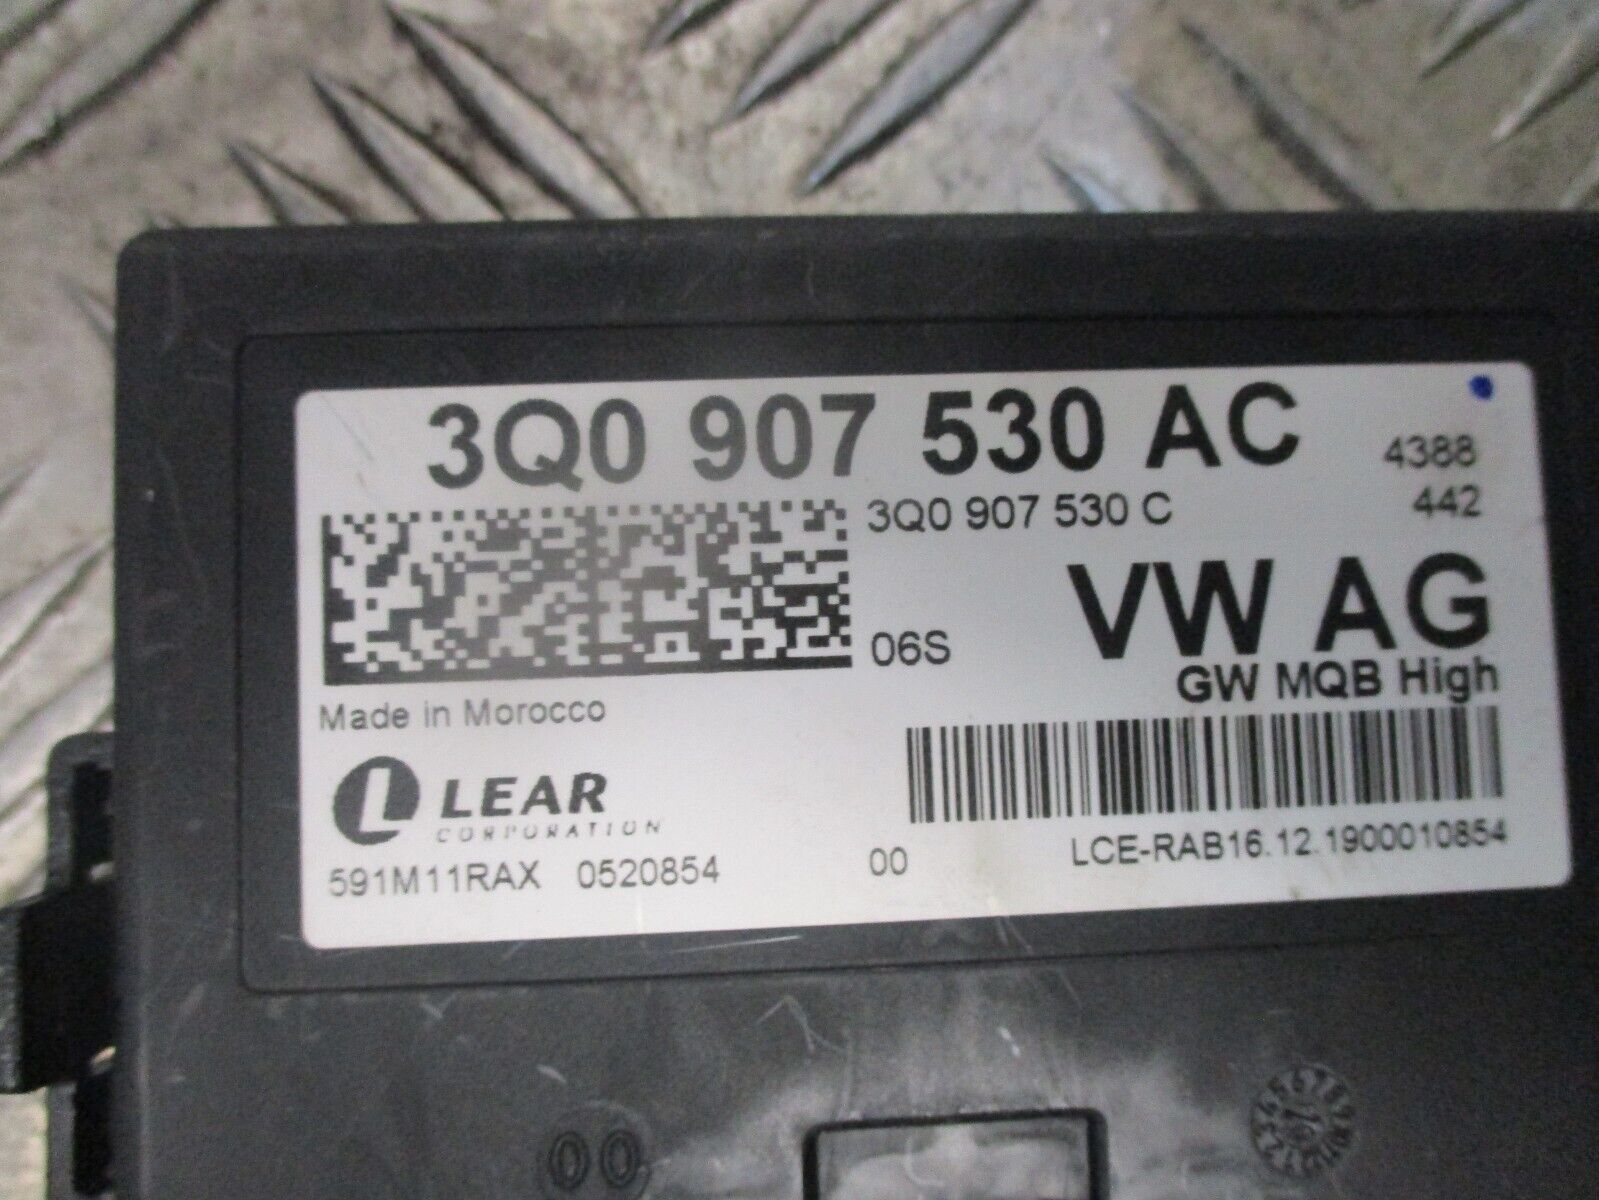 3Q0 907 530 AC 4388
3Q0 907 530 C 442
VW AG
06S
GW MQB High
Made in Morocco
L LEAR
CORPORATION
591M11RAX 0520854 00 LCE-RAB16.12.1900010854
00